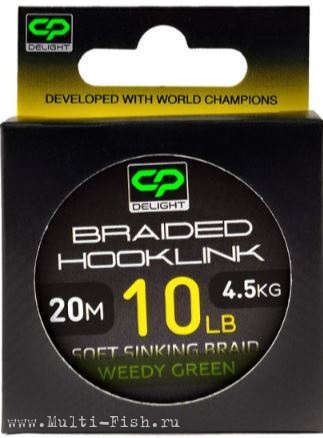 CP
DELIGHT
DEVELOPED WITH WORLD CHAMPIONS
CP
DELIGHT
BRAIDED
HOOKLINK
20M 10LB 4.5KG
SOFT SINKING BRAID
WEEDY GREEN
www.Multi-Fish.ru